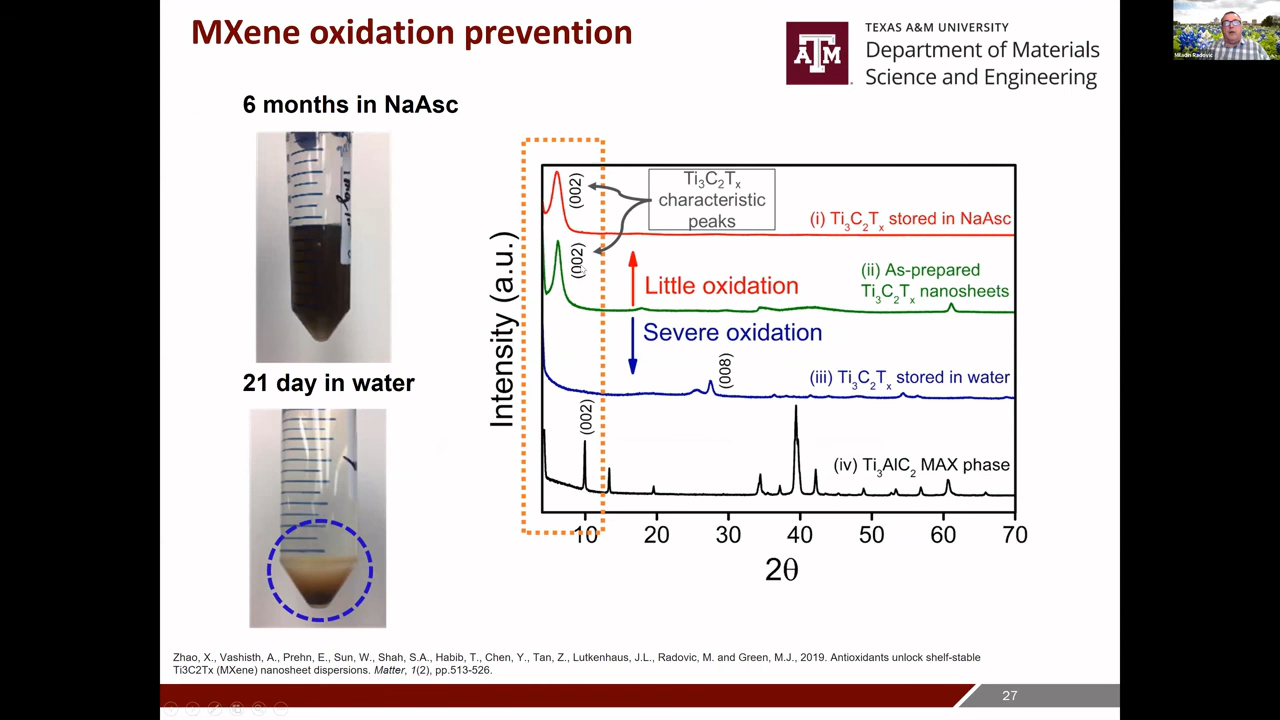 MXene oxidation prevention
TEXAS A&M UNIVERSITY
Department of Materials
Science and Engineering
ATM
Mladin Radovic
6 months in NaAsc
21 day in water
Ti3C2Tx
characteristic
peaks
(002)
(002)
(i) Ti3C2Tx stored in NaAsc
Little oxidation
(ii) As-prepared
Ti3C2Tx nanosheets
Severe oxidation
(008)
(iii) Ti3C2Tx stored in water
(002)
(iv) Ti3AlC2 MAX phase
Intensity (a.u.)
10 20 30 40 50 60 70
2θ
Zhao, X., Vashisth, A., Prehn, E., Sun, W., Shah, S.A., Habib, T., Chen, Y., Tan, Z., Lutkenhaus, J.L., Radovic, M. and Green, M.J., 2019. Antioxidants unlock shelf-stable
Ti3C2Tx (MXene) nanosheet dispersions. Matter, 1(2), pp.513-526.
27